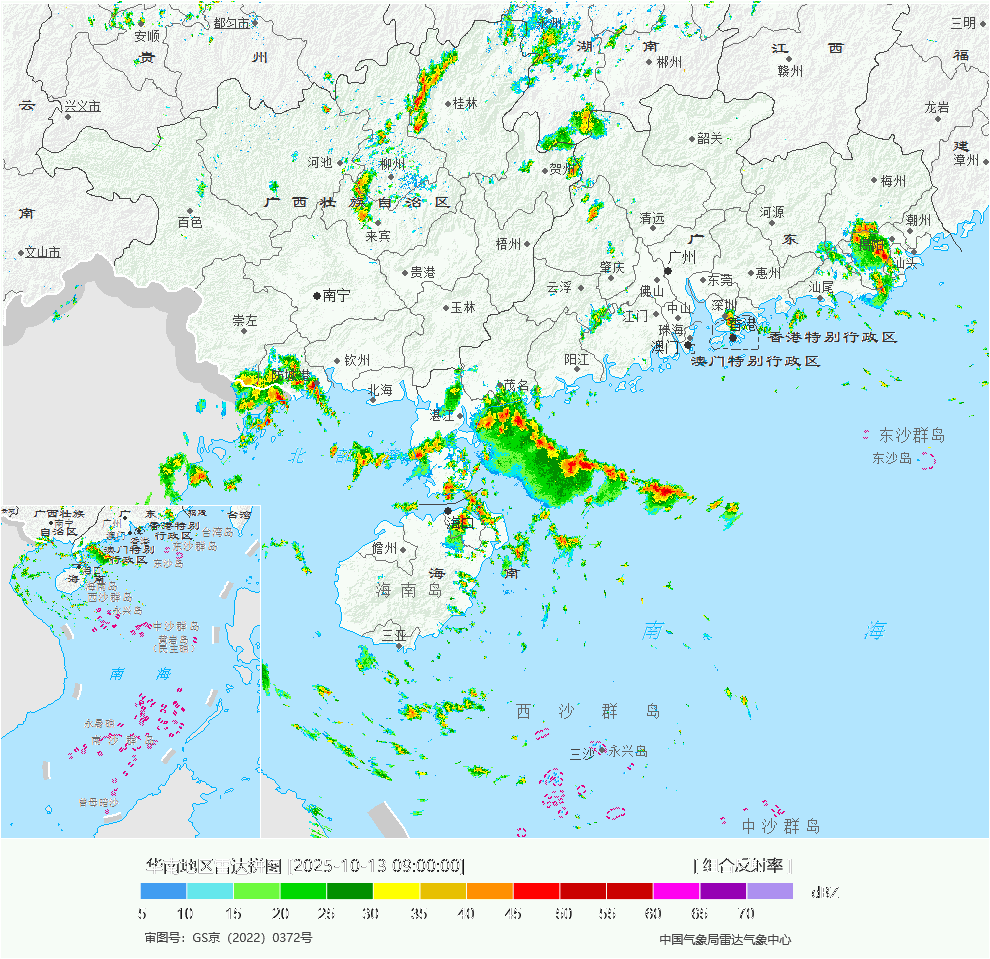 都匀市
三明
安顺
贵 州
湖 南
江 西
福
郴州
赣州
云
兴义市
桂林
龙岩
韶关
建
漳州
河池
柳州
贺州
梅州
广 西 壮 族 自 治 区
南
百色
来宾
清远
河源
潮州
梧州
广 东
文山市
汕头
广州
贵港
肇庆
惠州
东莞
云浮
佛山
汕尾
南宁
玉林
深圳
中山
江门
崇左
珠海
香港
香港特别行政区
澳门
澳门特别行政区
钦州
阳江
防城港
北海
茂名
湛江
东沙群岛
北
东沙岛
海口
儋州
海 南
海 南 岛
南 海
三亚
西 沙 群 岛
三沙
永兴岛
中 沙 群 岛
广西壮族
自治区
南宁
广 东
广州
台湾
香港特别
行政区
澳门特别
行政区
台湾岛
东沙群岛
东沙岛
海
西沙群岛
永兴岛
中沙群岛
黄岩岛
南 海
永暑礁
南 沙 群 岛
曾母暗沙
华南地区雷达拼图 [2025-10-13 09:00:00]
[组合反射率]
dBZ
5 10 15 20 25 30 35 40 45 50 55 60 65 70
审图号：GS京（2022）0372号
中国气象局雷达气象中心